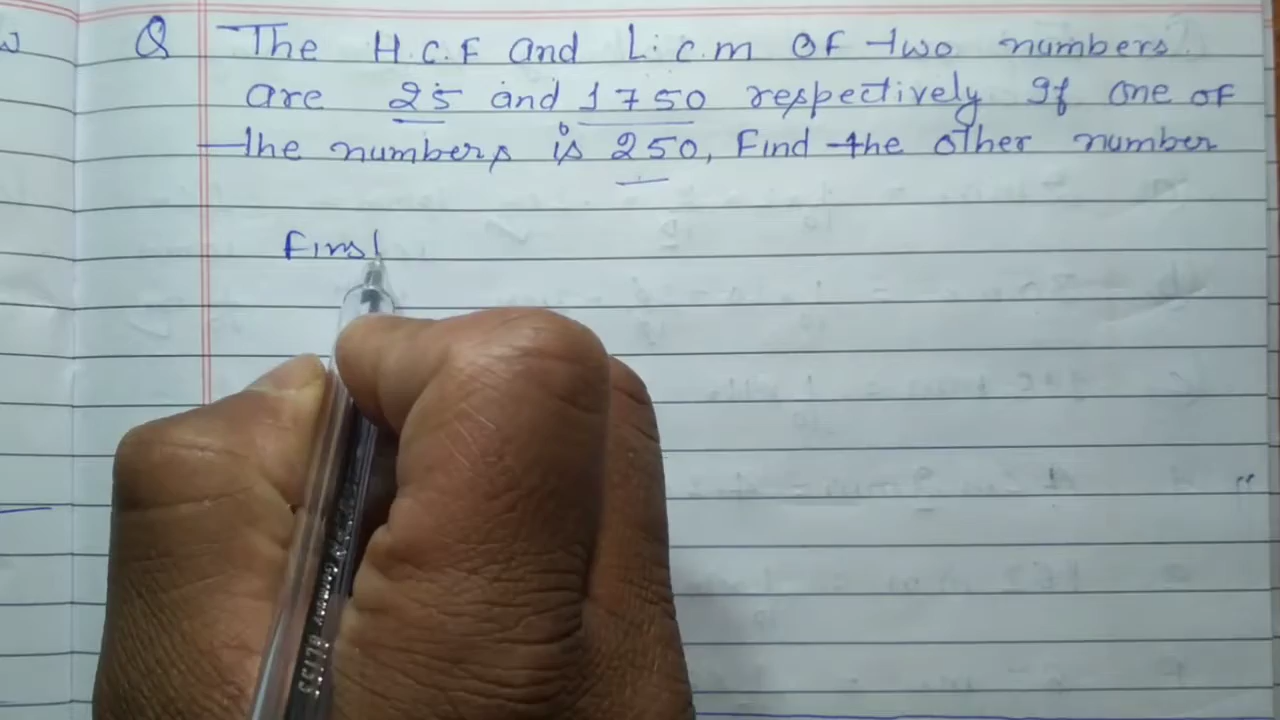 Q The H.C.F and L.C.M OF two numbers
are 25 and 1750 respectively If one of
the numbers is 250, Find the other number
First